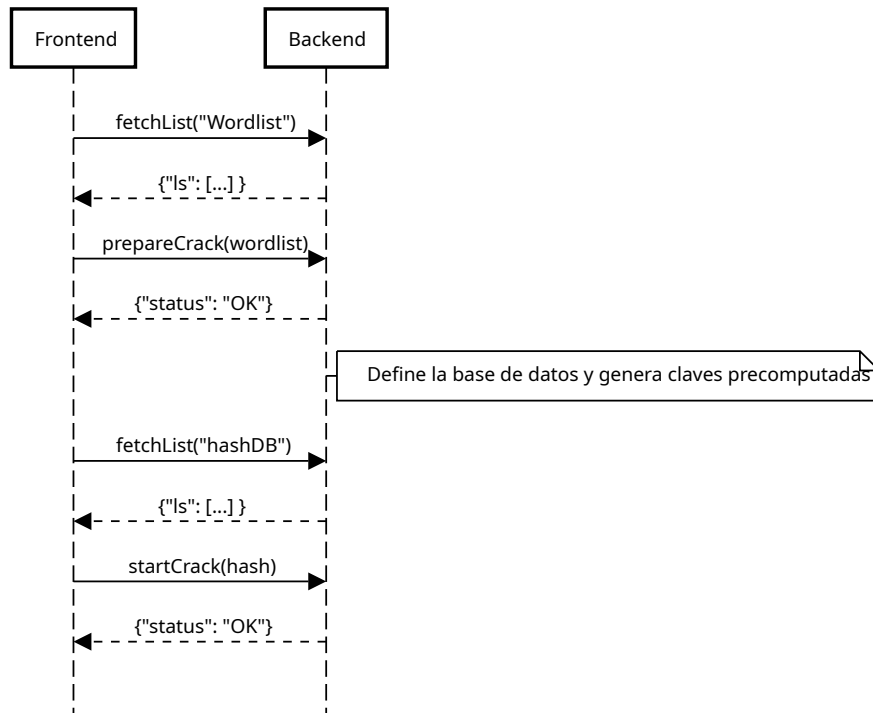 Frontend
Backend
fetchList("Wordlist")
{"ls": [...] }
prepareCrack(wordlist)
{"status": "OK"}
Define la base de datos y genera claves precomputadas
fetchList("hashDB")
{"ls": [...] }
startCrack(hash)
{"status": "OK"}